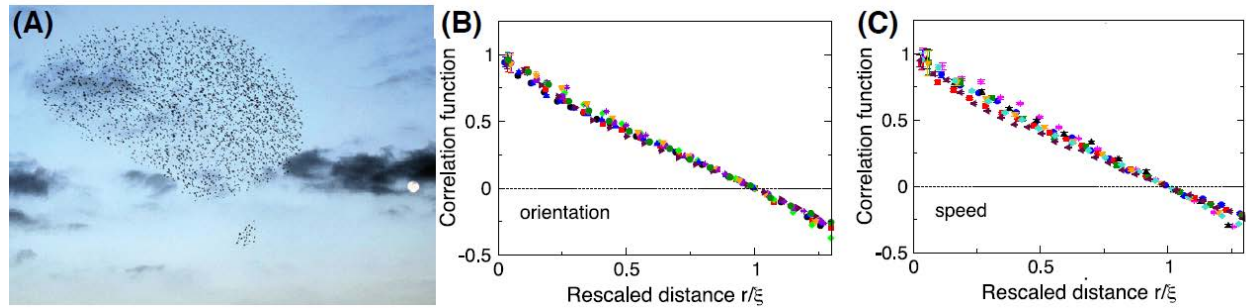 (A)
(B)
Correlation function
1
0.5
0
-0.5
orientation
0
0.5
1
Rescaled distance r/ξ
(C)
Correlation function
1
0.5
0
-0.5
speed
0
0.5
1
Rescaled distance r/ξ